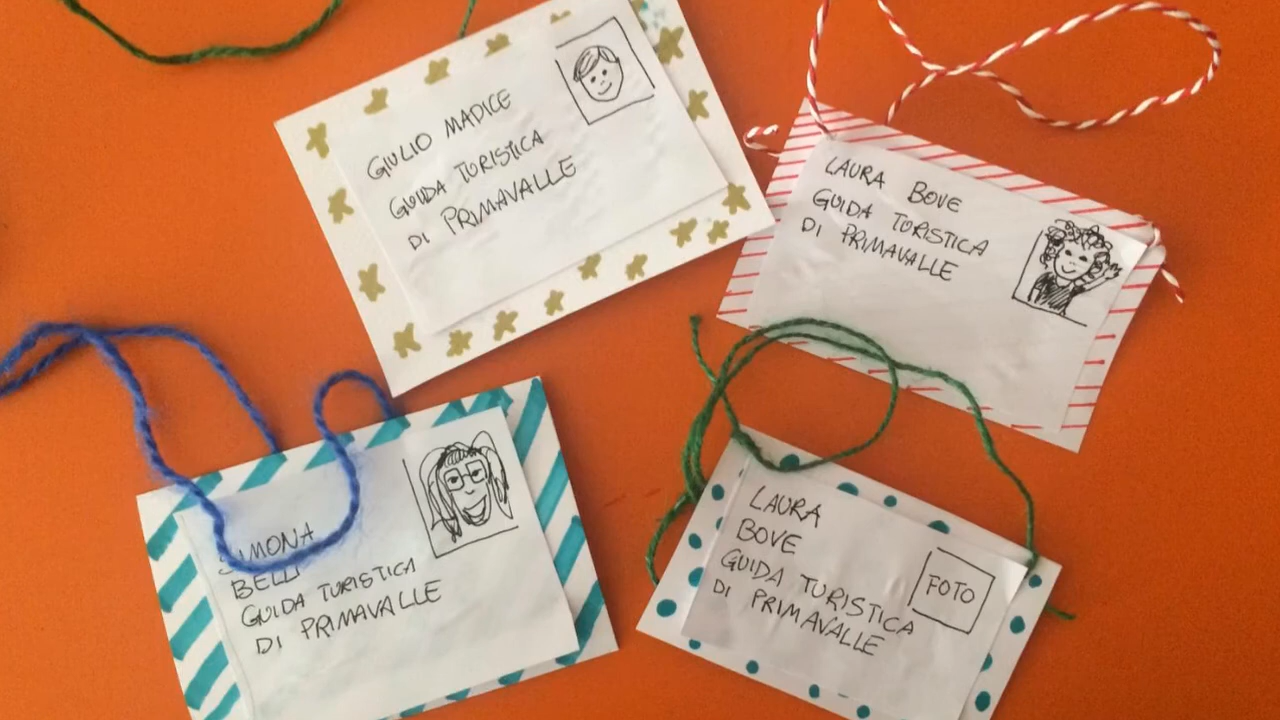 GIULIO MADICE
GUIDA TURISTICA
DI PRIMAVALLE
LAURA BOVE
GUIDA TURISTICA
DI PRIMAVALLE
SIMONA
BELLI
GUIDA TURISTICA
DI PRIMAVALLE
LAURA
BOVE
GUIDA TURISTICA
DI PRIMAVALLE
FOTO